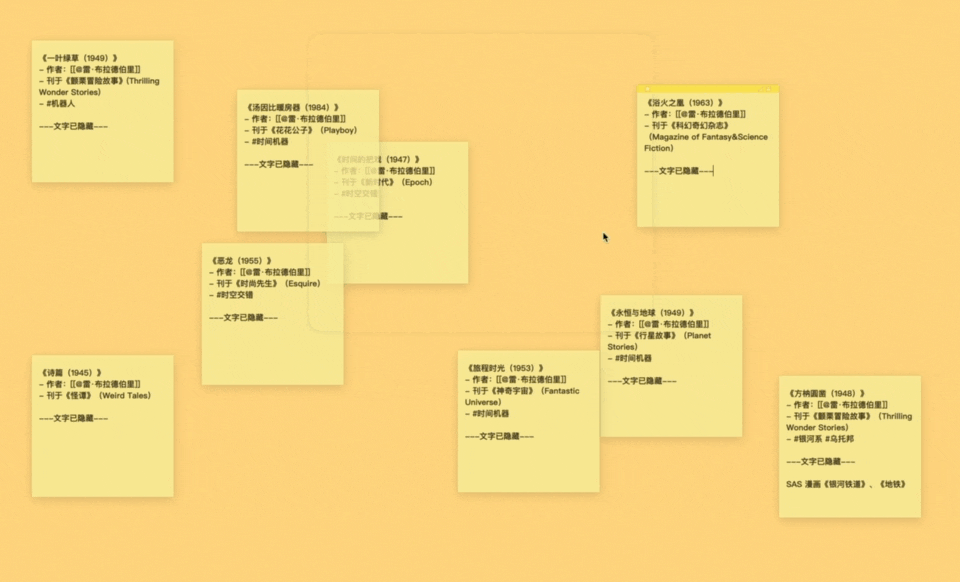 《一叶绿草（1949）》
- 作者：[[@雷·布拉德伯里]]
- 刊于《颤栗冒险故事》(Thrilling
Wonder Stories）
- #机器人
---文字已隐藏---
《汤因比暖房器（1984）》
- 作者：[[@雷·布拉德伯里]]
- 刊于《花花公子》（Playboy）
- #时间机器
---文字已隐藏---
（1947）》
- 作者：[[@雷·布拉德伯里]]
- 刊于《新时代》（Epoch）
- #时空交错
---文字已隐藏---
《浴火之凰（1963）》
- 作者：[[@雷·布拉德伯里]]
- 刊于《科幻奇幻杂志》
（Magazine of Fantasy&Science
Fiction）
---文字已隐藏---
《恶龙（1955）》
- 作者：[[@雷·布拉德伯里]]
- 刊于《时尚先生》（Esquire）
- #时空交错
---文字已隐藏---
《永恒与地球（1949）》
- 作者：[[@雷·布拉德伯里]]
- 刊于《行星故事》（Planet
Stories）
- #时间机器
---文字已隐藏---
《诗篇（1945）》
- 作者：[[@雷·布拉德伯里]]
- 刊于《怪谭》（Weird Tales）
---文字已隐藏---
《旅程时光（1953）》
- 作者：[[@雷·布拉德伯里]]
- 刊于《神奇宇宙》（Fantastic
Universe）
- #时间机器
---文字已隐藏---
《方枘圆凿（1948）》
- 作者：[[@雷·布拉德伯里]]
- 刊于《颤栗冒险故事》（Thrilling
Wonder Stories）
- #银河系 #乌托邦
---文字已隐藏---
SAS 漫画《银河铁道》、《地铁》